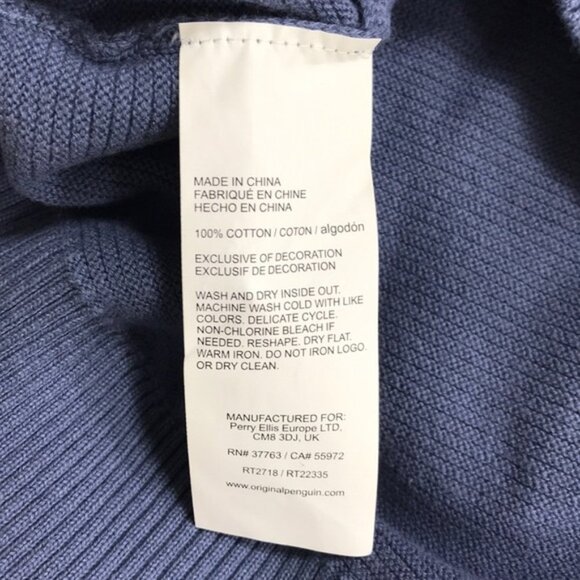 MADE IN CHINA
FABRIQUÉ EN CHINE
HECHO EN CHINA
100% COTTON / COTON / algodón
EXCLUSIVE OF DECORATION
EXCLUSIF DE DECORATION
WASH AND DRY INSIDE OUT.
MACHINE WASH COLD WITH LIKE
COLORS. DELICATE CYCLE.
NON-CHLORINE BLEACH IF
NEEDED. RESHAPE. DRY FLAT.
WARM IRON. DO NOT IRON LOGO.
OR DRY CLEAN.
MANUFACTURED FOR:
Perry Ellis Europe LTD.
CM8 3DJ, UK
RN# 37763 / CA# 55972
RT2718 / RT22335
www.originalpenguin.com